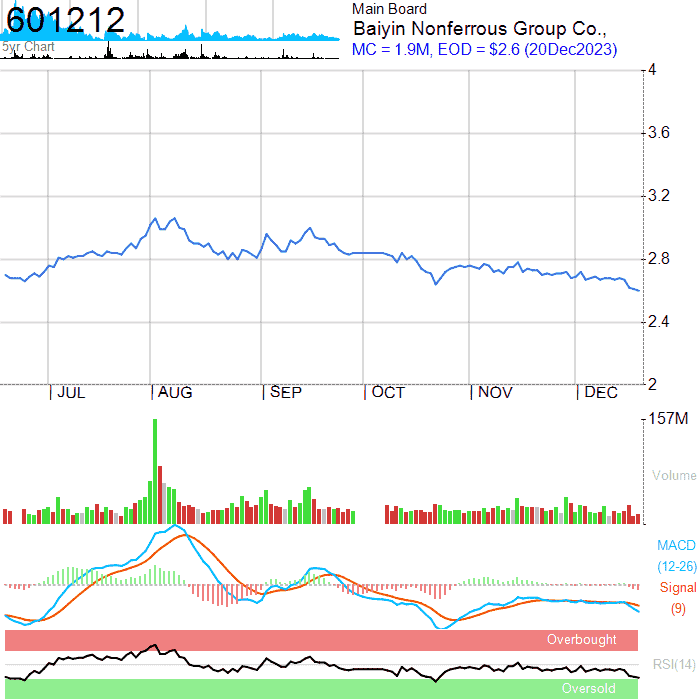 601212
5yr Chart
Main Board
Baiyin Nonferrous Group Co.,
MC = 1.9M, EOD = $2.6 (20Dec2023)
4
3.6
3.2
2.8
2.4
2
JUL AUG SEP OCT NOV DEC
157M
Volume
MACD
(12-26)
Signal
(9)
Overbought
RSI(14)
Oversold